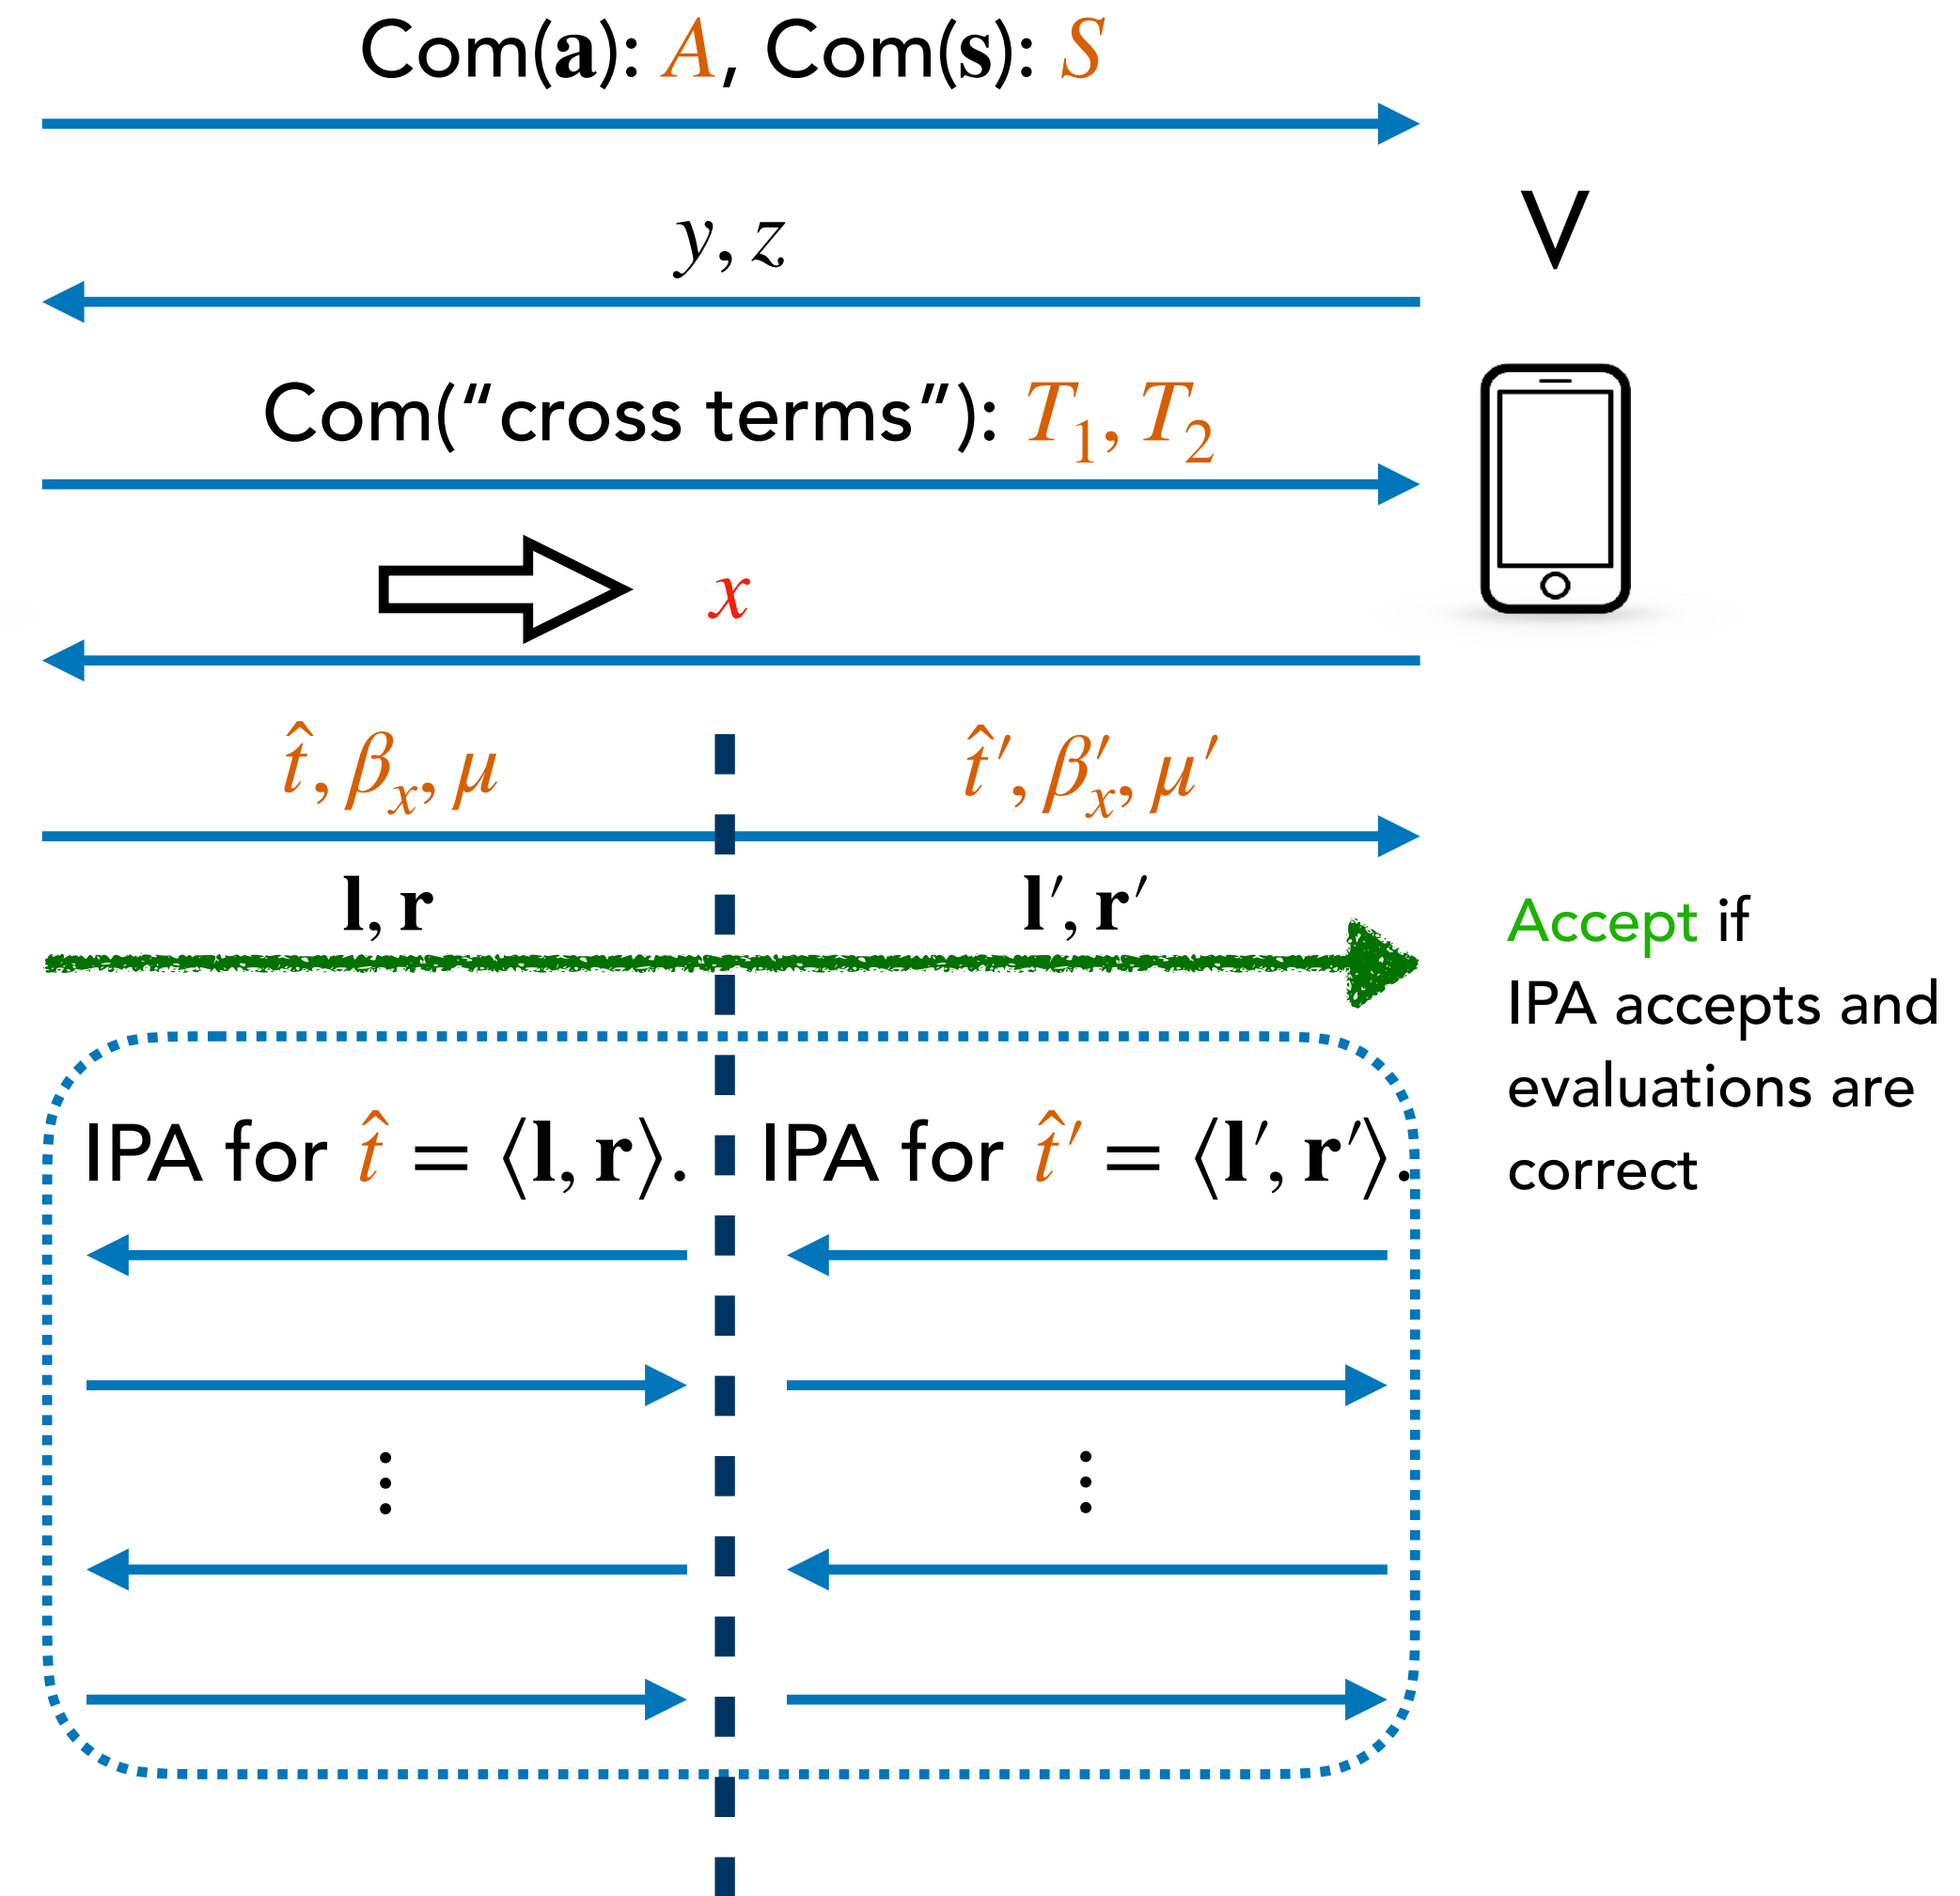 Com(a): A, Com(s): S
V
y, z
Com(“cross terms”): T₁, T₂
x
t̂, βₓ, μ
t̂′, β′ₓ, μ′
l, r
l′, r′
Accept if
IPA accepts and
evaluations are
correct
IPA for t̂ = ⟨l, r⟩.
IPA for t̂′ = ⟨l′, r′⟩.
⋮
⋮